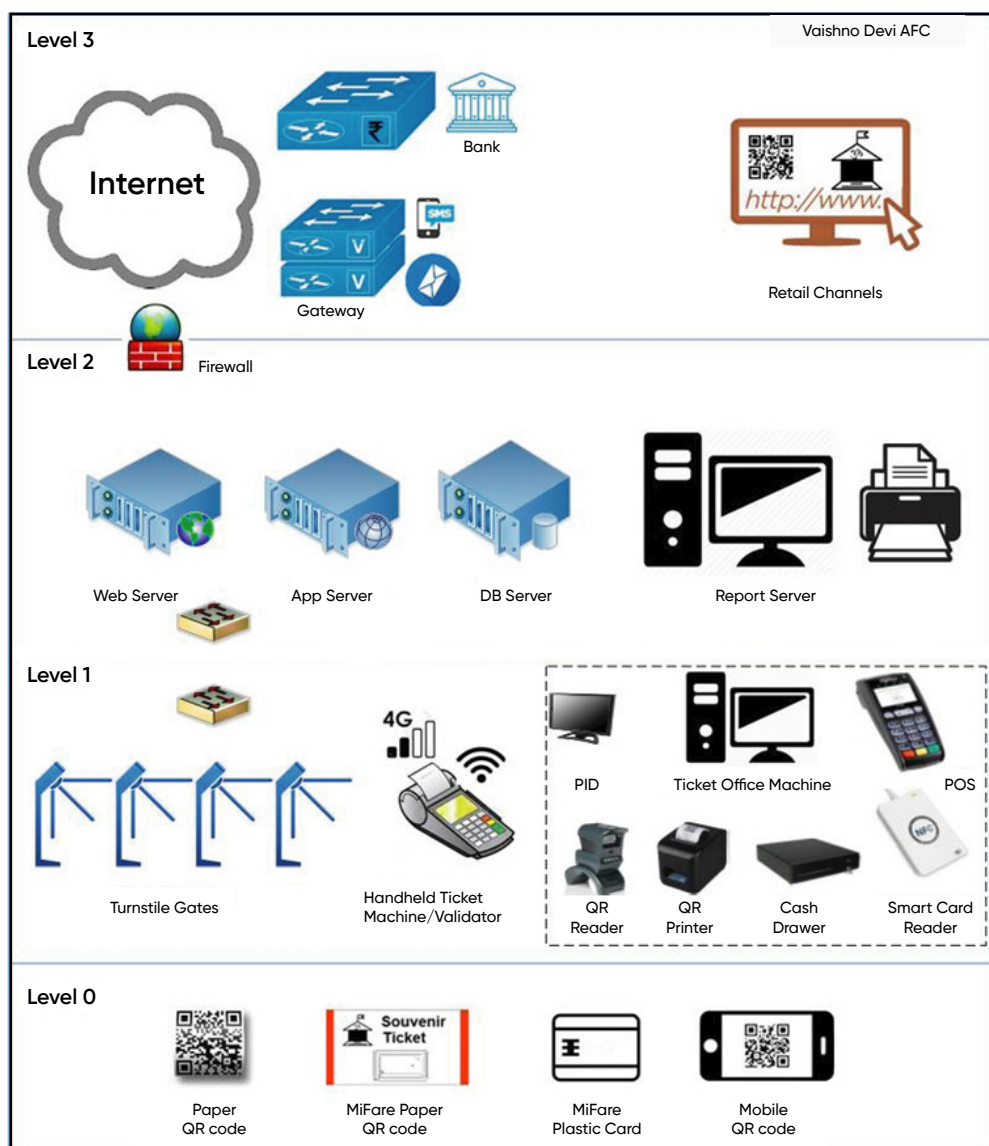 Level 3
Vaishno Devi AFC
Internet
₹
Bank
SMS
V
V
Gateway
http://www.
Retail Channels
Level 2
Firewall
Web Server
App Server
DB Server
Report Server
Level 1
4G
PID
Ticket Office Machine
POS
NFC
Turnstile Gates
Handheld Ticket
Machine/Validator
QR
Reader
QR
Printer
Cash
Drawer
Smart Card
Reader
Level 0
Souvenir
Ticket
Paper
QR code
MiFare Paper
QR code
MiFare
Plastic Card
Mobile
QR code